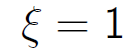 ξ = 1